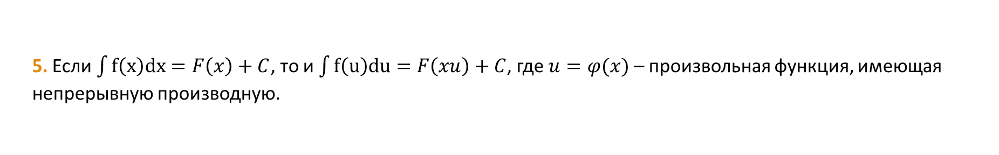 5. Если ∫ f(x)dx = F(x) + C, то и ∫ f(u)du = F(xu) + C, где u = φ(x) – произвольная функция, имеющая
непрерывную производную.